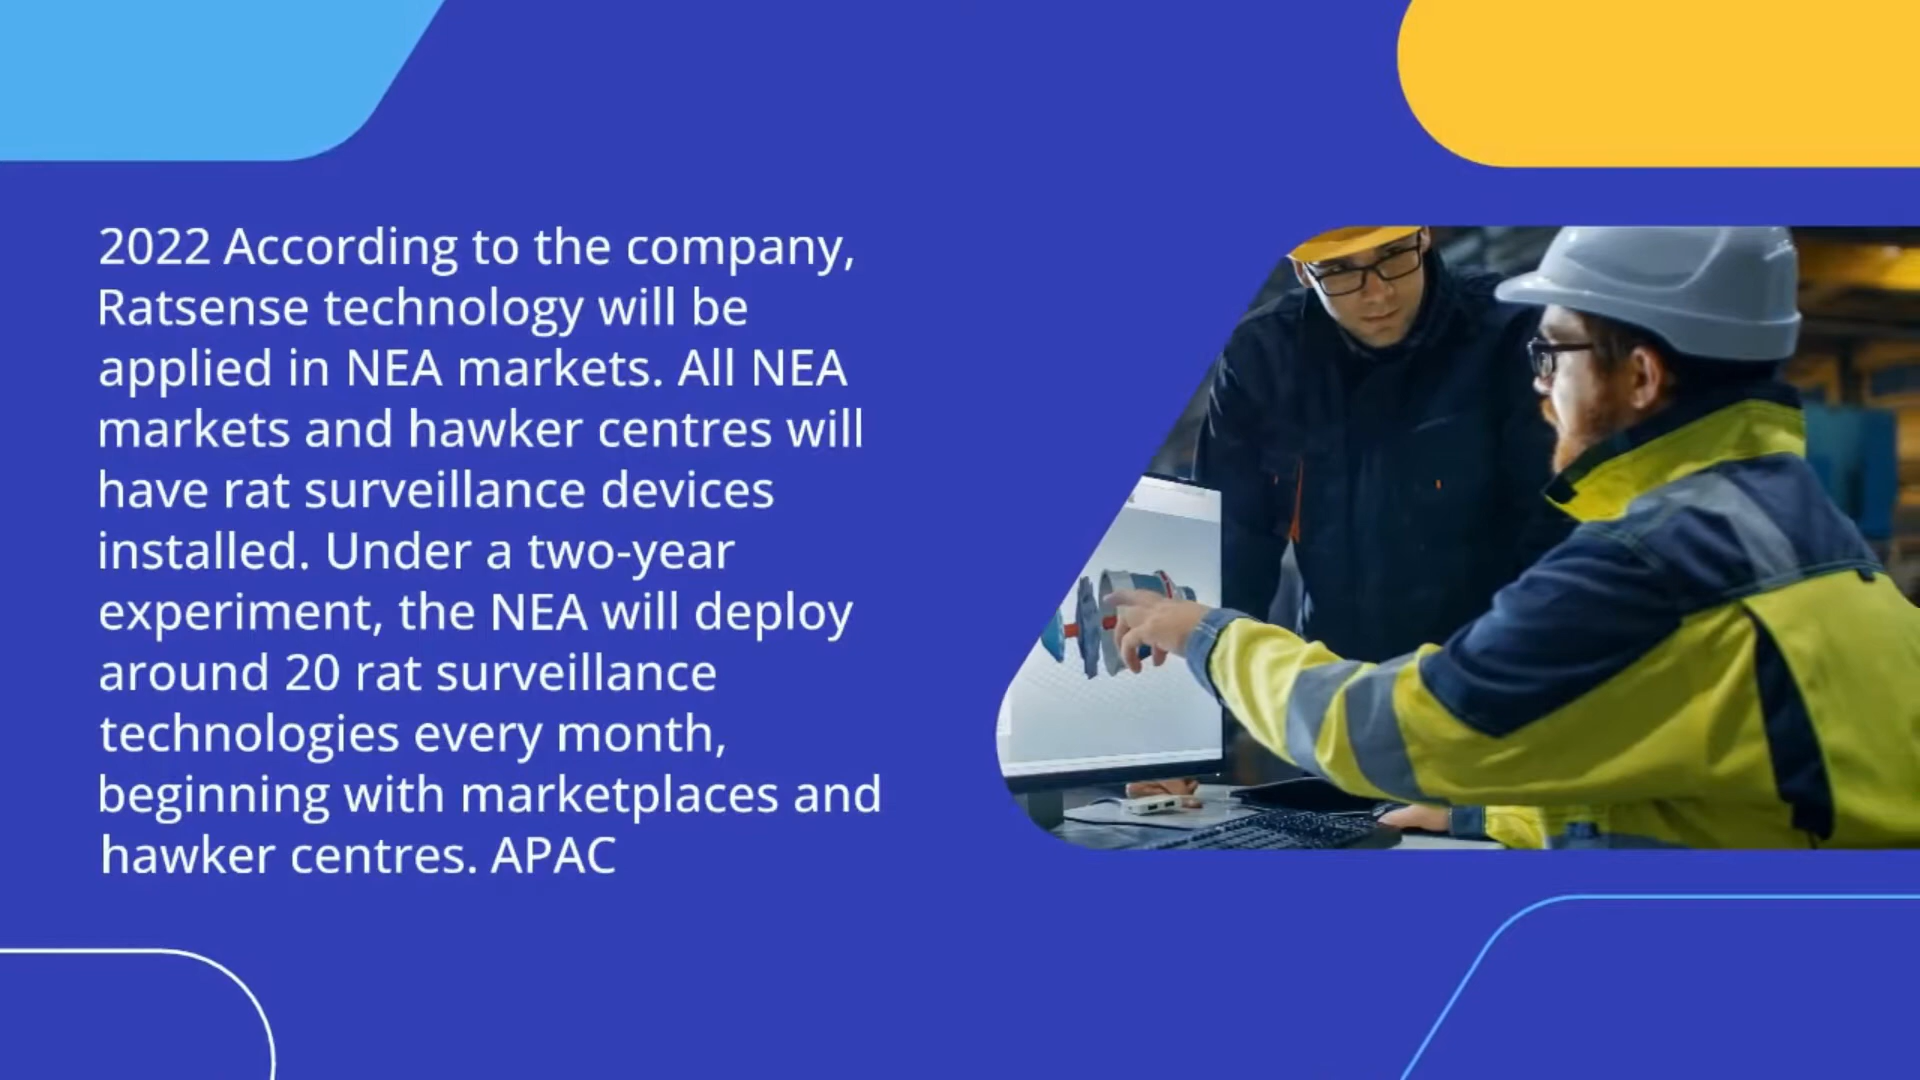 2022 According to the company,
Ratsense technology will be
applied in NEA markets. All NEA
markets and hawker centres will
have rat surveillance devices
installed. Under a two-year
experiment, the NEA will deploy
around 20 rat surveillance
technologies every month,
beginning with marketplaces and
hawker centres. APAC